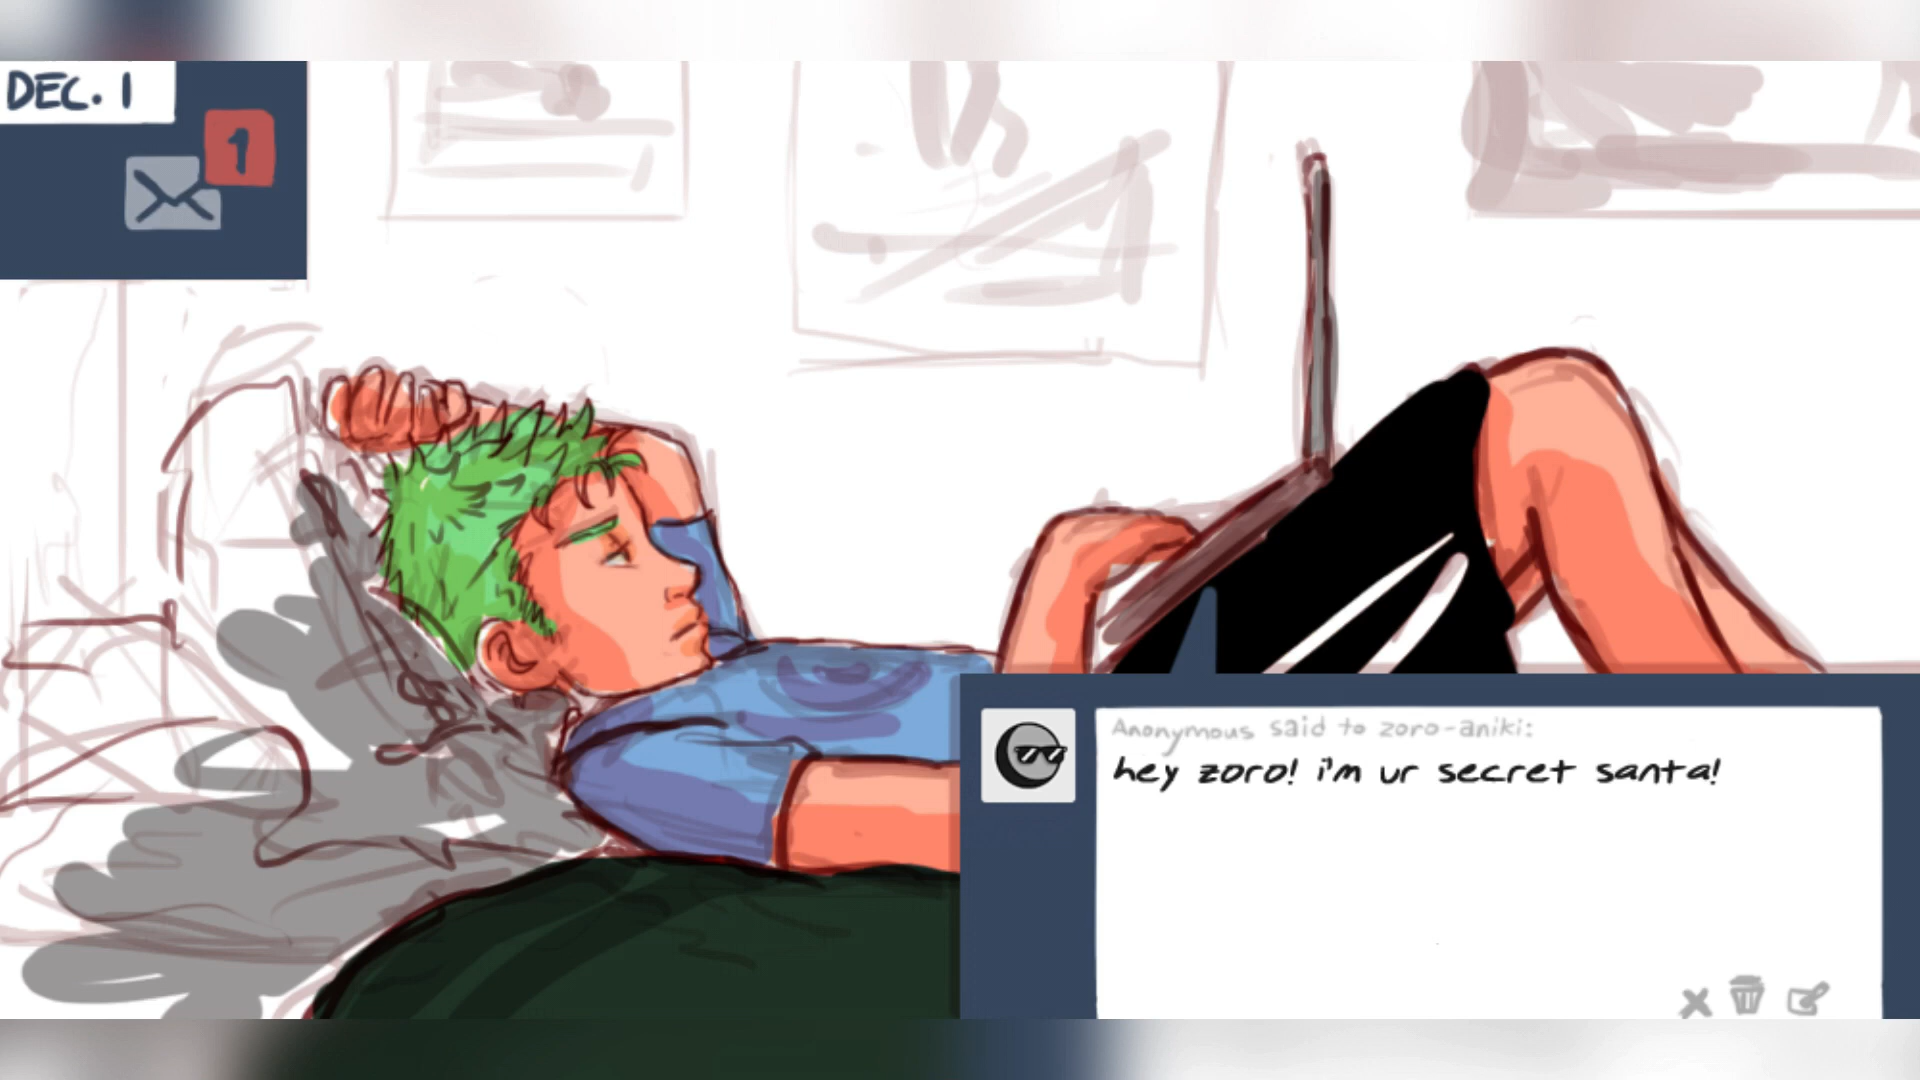 DEC. 1
1
Anonymous said to zoro-aniki:
hey zoro! i'm ur secret santa!